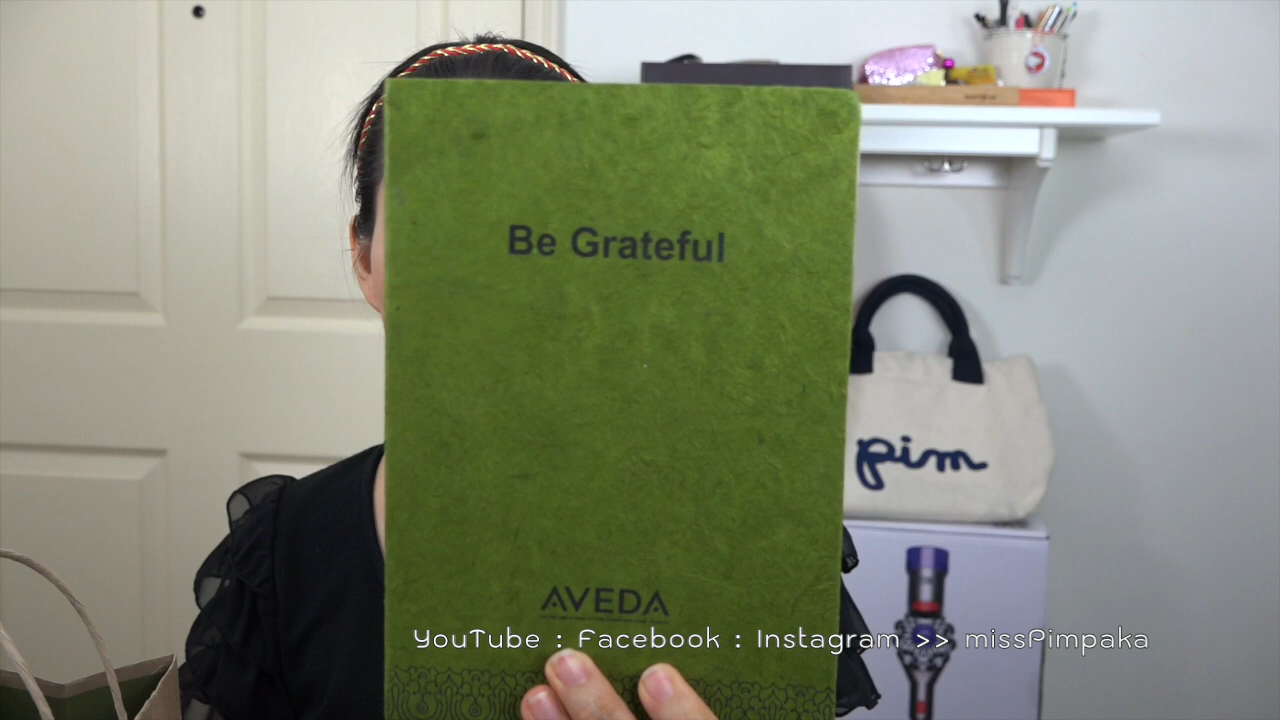 Be Grateful
pim
AVEDA
YouTube : Facebook : Instagram >> missPimpaka